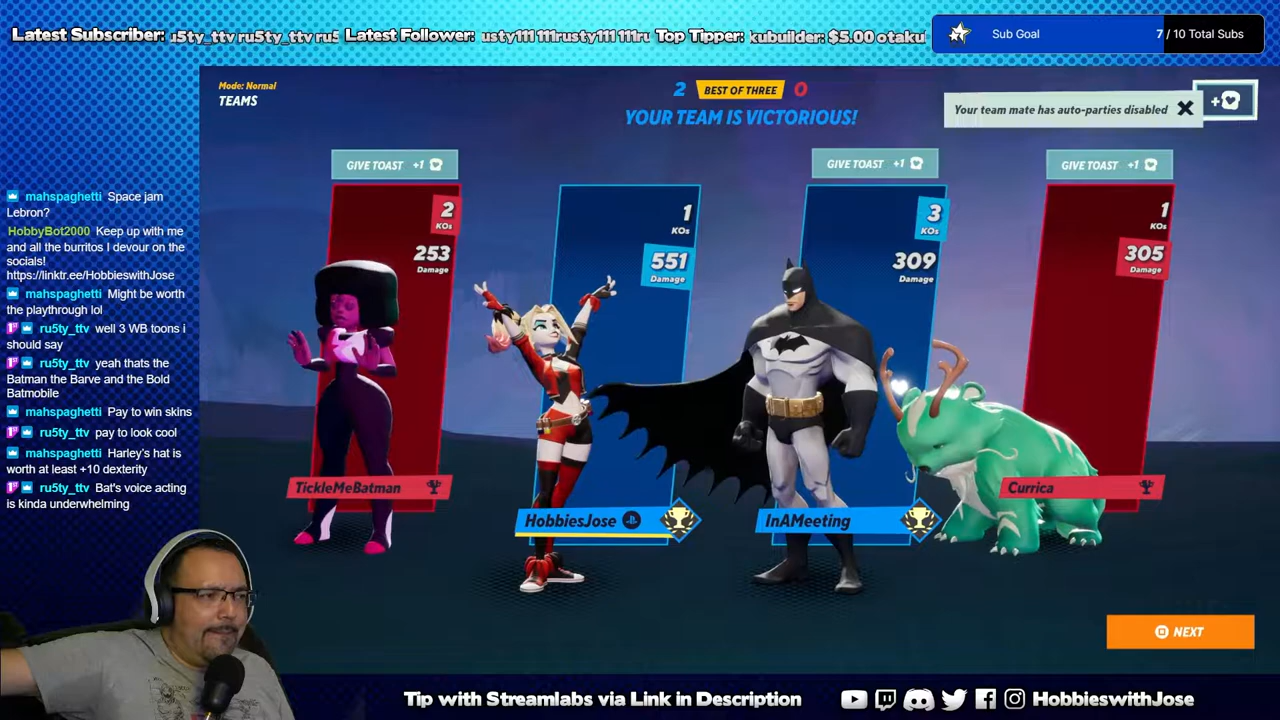 Latest Subscriber: ru5ty_ttv ru5ty_ttv Latest Follower: rusty111 Top Tipper: $5.00
Sub Goal 7 / 10 Total Subs
Mode: Normal
TEAMS
2 BEST OF THREE 0
YOUR TEAM IS VICTORIOUS!
Your team mate has auto-parties disabled
GIVE TOAST +1
GIVE TOAST +1
GIVE TOAST +1
2
KOs
253
Damage
1
KOs
551
Damage
3
KOs
309
Damage
1
KOs
305
Damage
TickleMeBatman
HobbiesJose
InAMeeting
Currica
NEXT
mahspaghetti Space jam
Lebron?
HobbyBot2000 Keep up with me
and all the burritos I devour on the
socials!
https://linktr.ee/HobbieswithJose
mahspaghetti Might be worth
the playthrough lol
ru5ty_ttv well 3 WB toons i
should say
ru5ty_ttv yeah thats the
Batman the Barve and the Bold
Batmobile
mahspaghetti Pay to win skins
ru5ty_ttv pay to look cool
mahspaghetti Harley's hat is
worth at least +10 dexterity
ru5ty_ttv Bat's voice acting
is kinda underwhelming
Tip with Streamlabs via Link in Description
HobbieswithJose